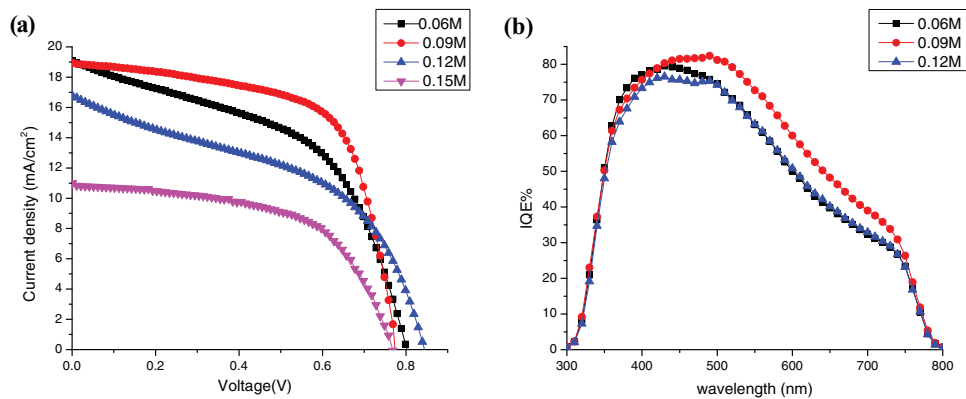 (a)
0.06M
0.09M
0.12M
0.15M
20
18
16
14
12
10
8
6
4
2
0
Current density (mA/cm²)
0.0
0.2
0.4
0.6
0.8
Voltage(V)
(b)
0.06M
0.09M
0.12M
80
70
60
50
40
30
20
10
0
IQE%
300
400
500
600
700
800
wavelength (nm)